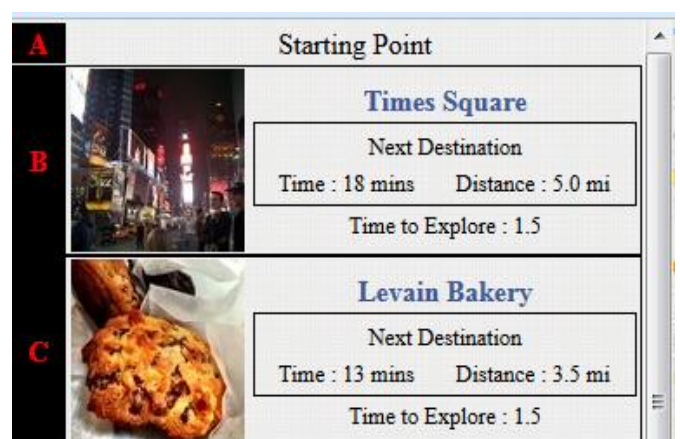 A
Starting Point
B
Times Square
Next Destination
Time : 18 mins Distance : 5.0 mi
Time to Explore : 1.5
C
Levain Bakery
Next Destination
Time : 13 mins Distance : 3.5 mi
Time to Explore : 1.5